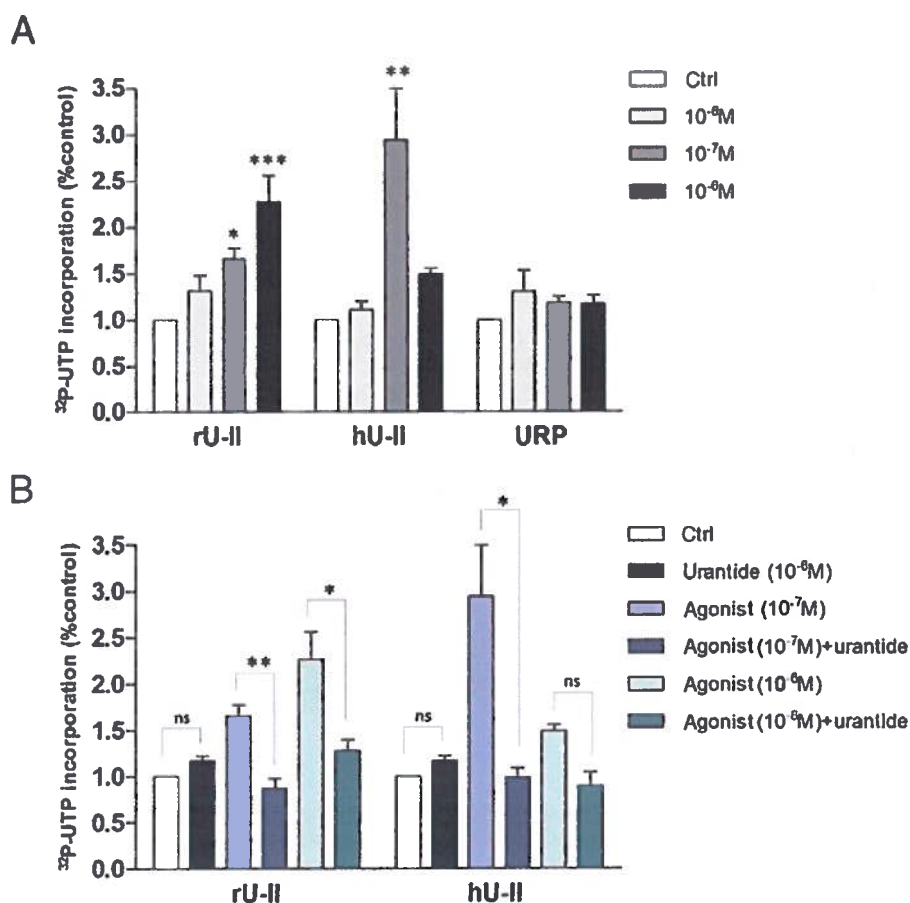 A
³²P-UTP incorporation (%control)
3.5
3.0
2.5
2.0
1.5
1.0
0.5
0.0
*
***
**
rU-II
hU-II
URP
Ctrl
10⁻⁸M
10⁻⁷M
10⁻⁶M
B
³²P-UTP incorporation (%control)
3.5
3.0
2.5
2.0
1.5
1.0
0.5
0.0
ns
**
*
ns
*
ns
rU-II
hU-II
Ctrl
Urantide (10⁻⁶M)
Agonist (10⁻⁷M)
Agonist (10⁻⁷M)+urantide
Agonist (10⁻⁶M)
Agonist (10⁻⁶M)+urantide